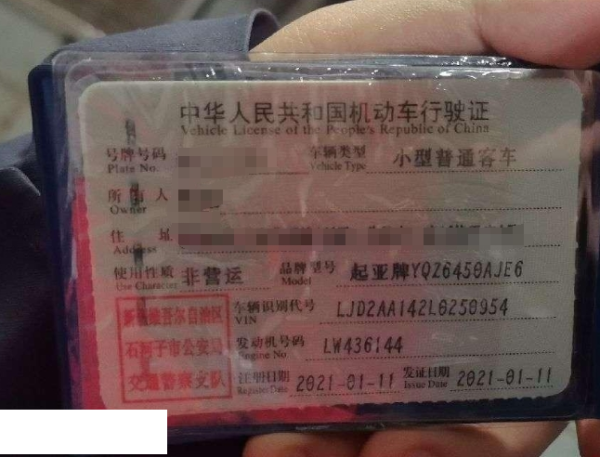 中华人民共和国机动车行驶证
Vehicle License of the People's Republic of China
号牌号码 车辆类型 小型普通客车
Plate No. Vehicle Type
所有人
Owner
住 址
Address
使用性质 非营运 品牌型号 起亚牌YQZ6450AJE6
Use Character Model
新疆维吾尔自治区 车辆识别代号 LJD2AA142L0250954
VIN
石河子市公安局 发动机号码 LW436144
Engine No
交通警察支队 注册日期 2021-01-11 发证日期 2021-01-11
Register Date Issue Date